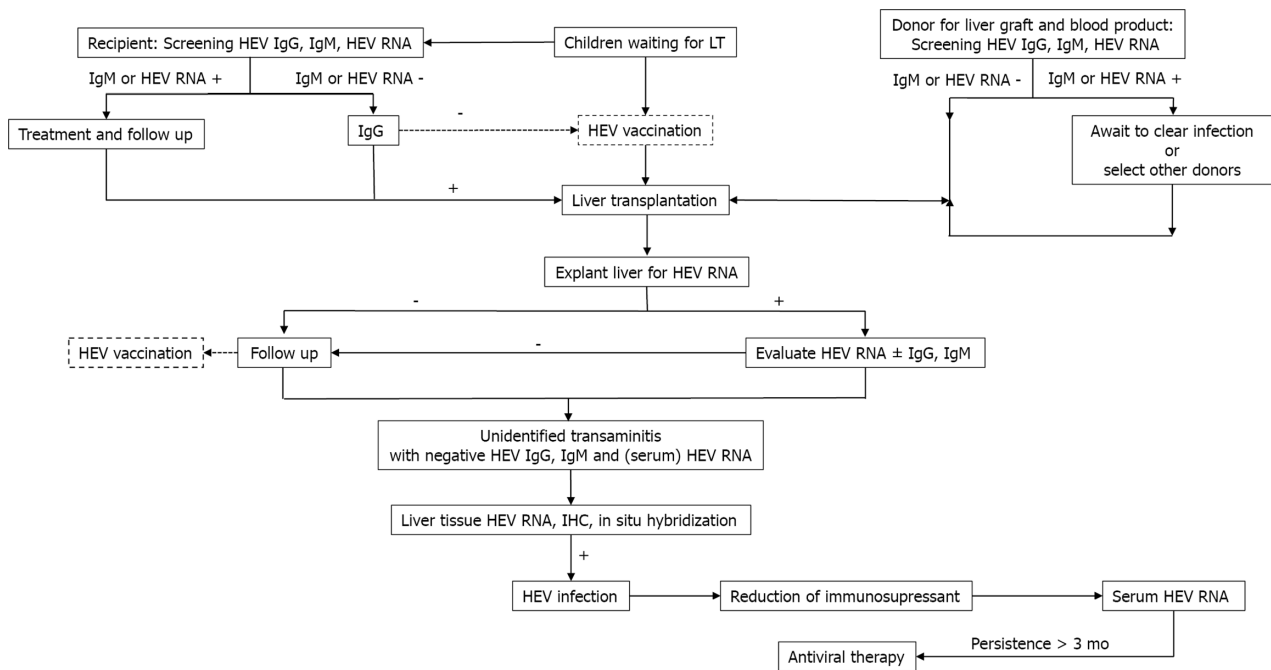 Recipient: Screening HEV IgG, IgM, HEV RNA
Children waiting for LT
Donor for liver graft and blood product:
Screening HEV IgG, IgM, HEV RNA
IgM or HEV RNA +
IgM or HEV RNA -
IgM or HEV RNA -
IgM or HEV RNA +
Treatment and follow up
IgG
-
HEV vaccination
Await to clear infection
or
select other donors
+
Liver transplantation
Explant liver for HEV RNA
-
+
HEV vaccination
Follow up
-
Evaluate HEV RNA ± IgG, IgM
Unidentified transaminitis
with negative HEV IgG, IgM and (serum) HEV RNA
Liver tissue HEV RNA, IHC, in situ hybridization
+
HEV infection
Reduction of immunosupressant
Serum HEV RNA
Persistence > 3 mo
Antiviral therapy